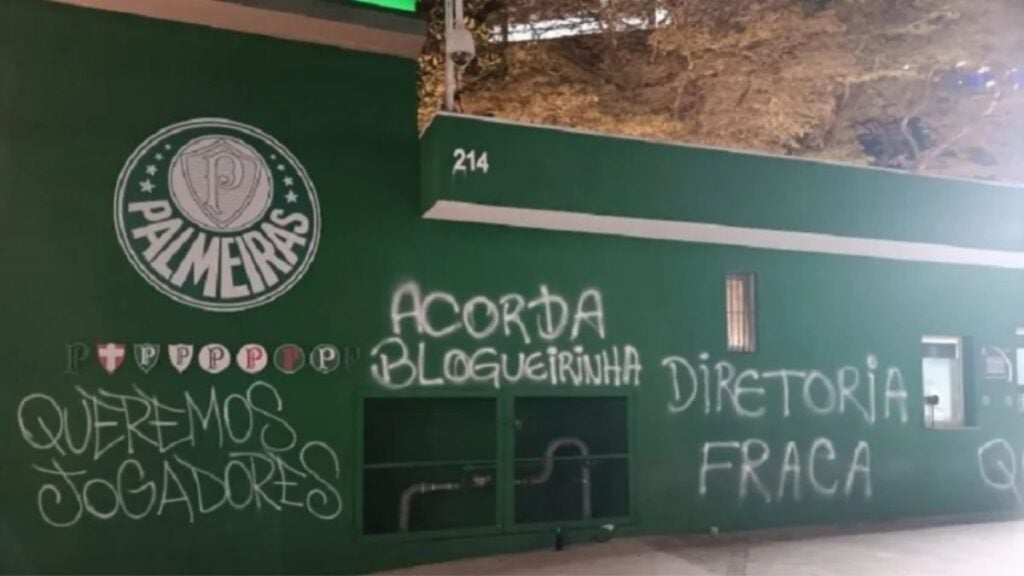 214
P
PALMEIRAS
ACORDA
BLOGUEIRINHA
QUEREMOS
JOGADORES
DIRETORIA
FRACA
Q